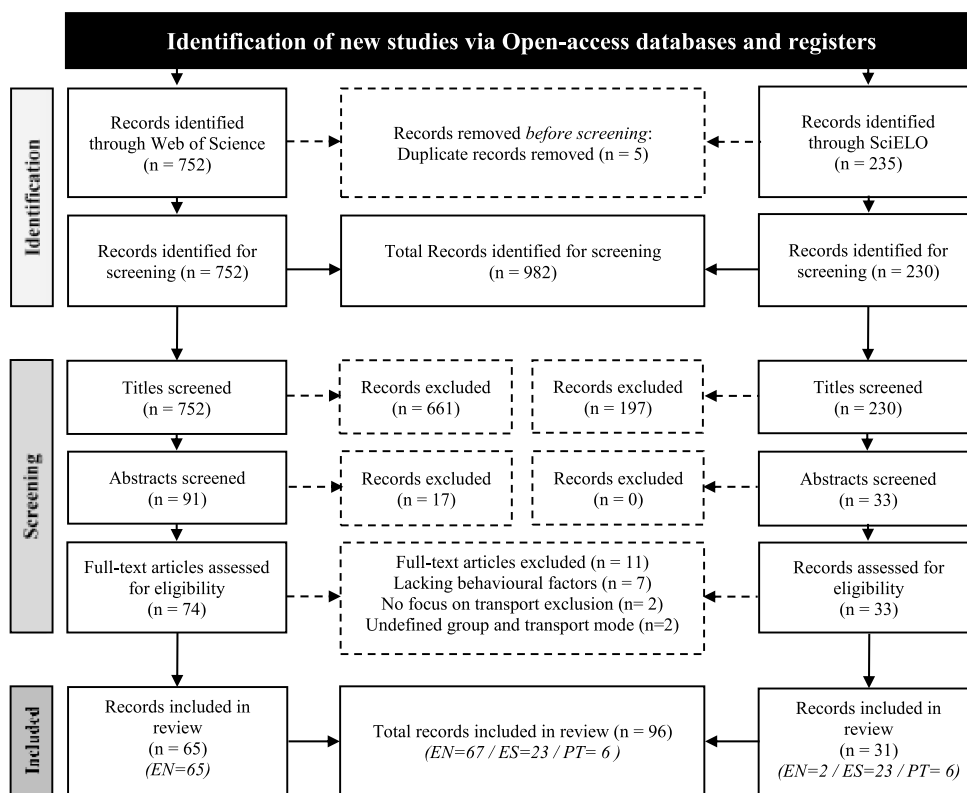 Identification of new studies via Open-access databases and registers
Identification
Records identified
through Web of Science
(n = 752)
Records removed before screening:
Duplicate records removed (n = 5)
Records identified
through SciELO
(n = 235)
Records identified for
screening (n = 752)
Total Records identified for screening
(n = 982)
Records identified for
screening (n = 230)
Screening
Titles screened
(n = 752)
Records excluded
(n = 661)
Records excluded
(n = 197)
Titles screened
(n = 230)
Abstracts screened
(n = 91)
Records excluded
(n = 17)
Records excluded
(n = 0)
Abstracts screened
(n = 33)
Full-text articles assessed
for eligibility
(n = 74)
Full-text articles excluded (n = 11)
Lacking behavioural factors (n = 7)
No focus on transport exclusion (n= 2)
Undefined group and transport mode (n=2)
Records assessed for
eligibility
(n = 33)
Included
Records included in
review
(n = 65)
(EN=65)
Total records included in review (n = 96)
(EN=67 / ES=23 / PT= 6 )
Records included in
review
(n = 31)
(EN=2 / ES=23 / PT= 6)